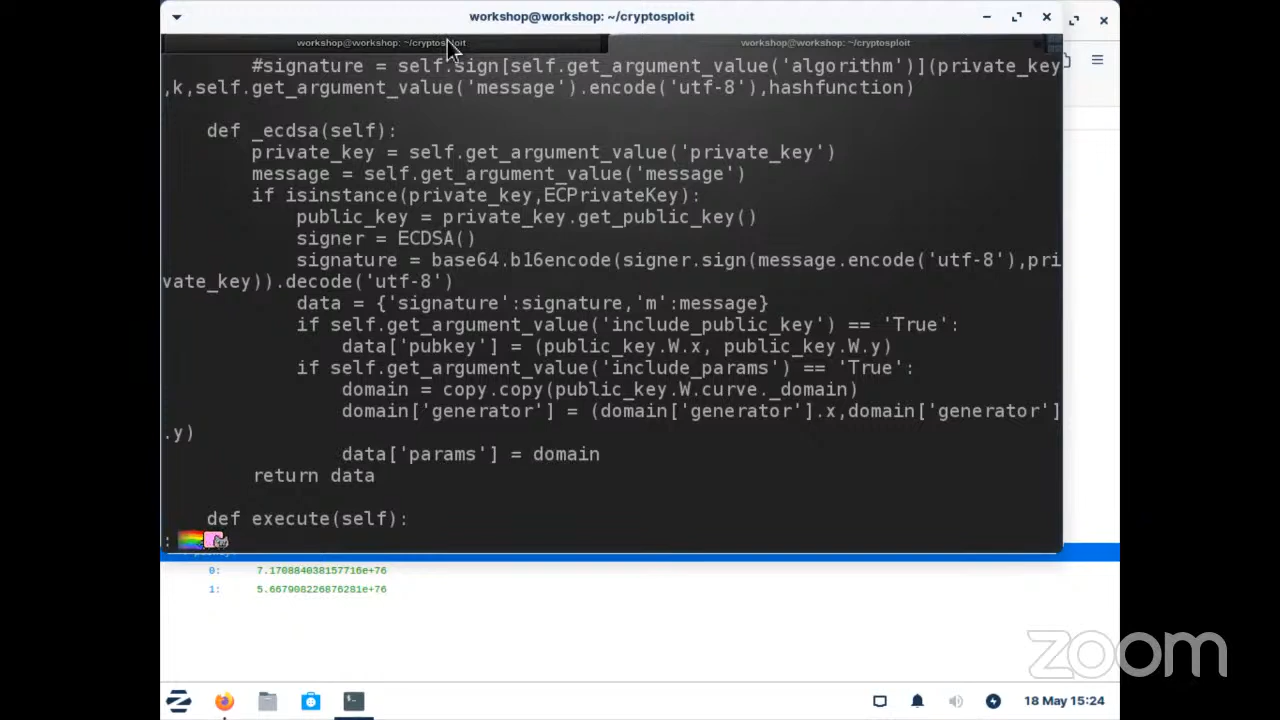 workshop@workshop: ~/cryptosploit
workshop@workshop: ~/cryptosploit
workshop@workshop: ~/cryptosploit
#signature = self.sign[self.get_argument_value('algorithm')](private_key
,k,self.get_argument_value('message').encode('utf-8'),hashfunction)
def _ecdsa(self):
private_key = self.get_argument_value('private_key')
message = self.get_argument_value('message')
if isinstance(private_key,ECPrivateKey):
public_key = private_key.get_public_key()
signer = ECDSA()
signature = base64.b16encode(signer.sign(message.encode('utf-8'),pri
vate_key)).decode('utf-8')
data = {'signature':signature,'m':message}
if self.get_argument_value('include_public_key') == 'True':
data['pubkey'] = (public_key.W.x, public_key.W.y)
if self.get_argument_value('include_params') == 'True':
domain = copy.copy(public_key.W.curve._domain)
domain['generator'] = (domain['generator'].x,domain['generator']
.y)
data['params'] = domain
return data
def execute(self):
:
0: 7.170884038157716e+76
1: 5.667908226876281e+76
zoom
18 May 15:24